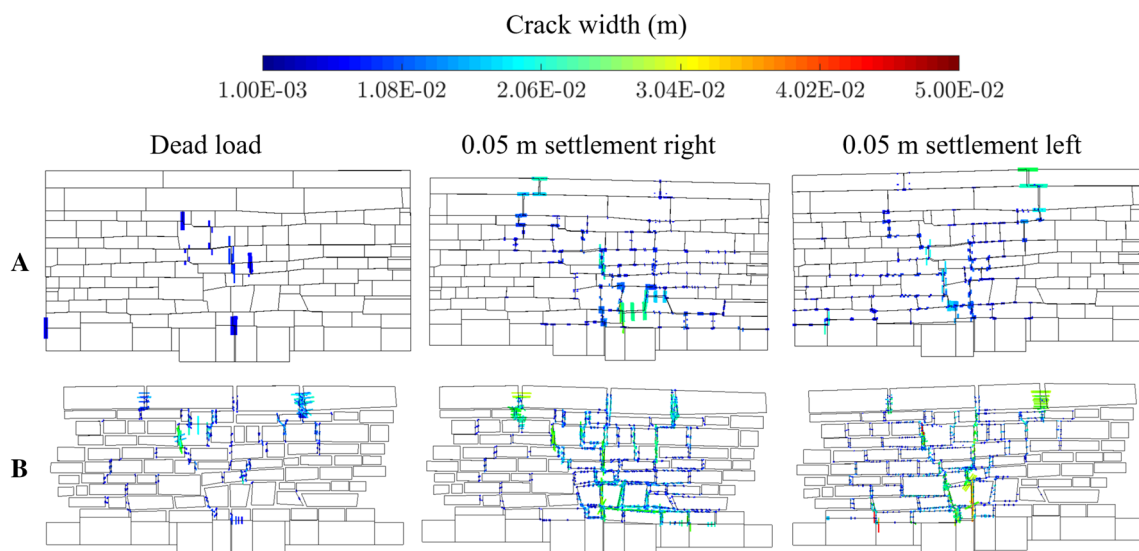 Crack width (m)
1.00E-03 1.08E-02 2.06E-02 3.04E-02 4.02E-02 5.00E-02
Dead load 0.05 m settlement right 0.05 m settlement left
A
B